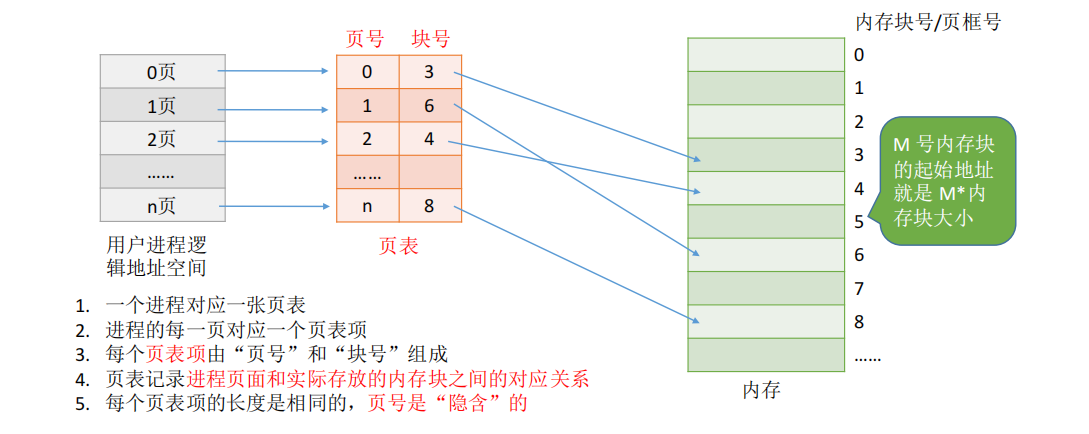 内存块号/页框号
页号 块号
0页
1页
2页
……
n页
0 3
1 6
2 4
……
n 8
0
1
2
3
4
5
6
7
8
……
M 号内存块
的起始地址
就是 M*内
存块大小
用户进程逻
辑地址空间
页表
内存
1. 一个进程对应一张页表
2. 进程的每一页对应一个页表项
3. 每个页表项由“页号”和“块号”组成
4. 页表记录进程页面和实际存放的内存块之间的对应关系
5. 每个页表项的长度是相同的，页号是“隐含”的